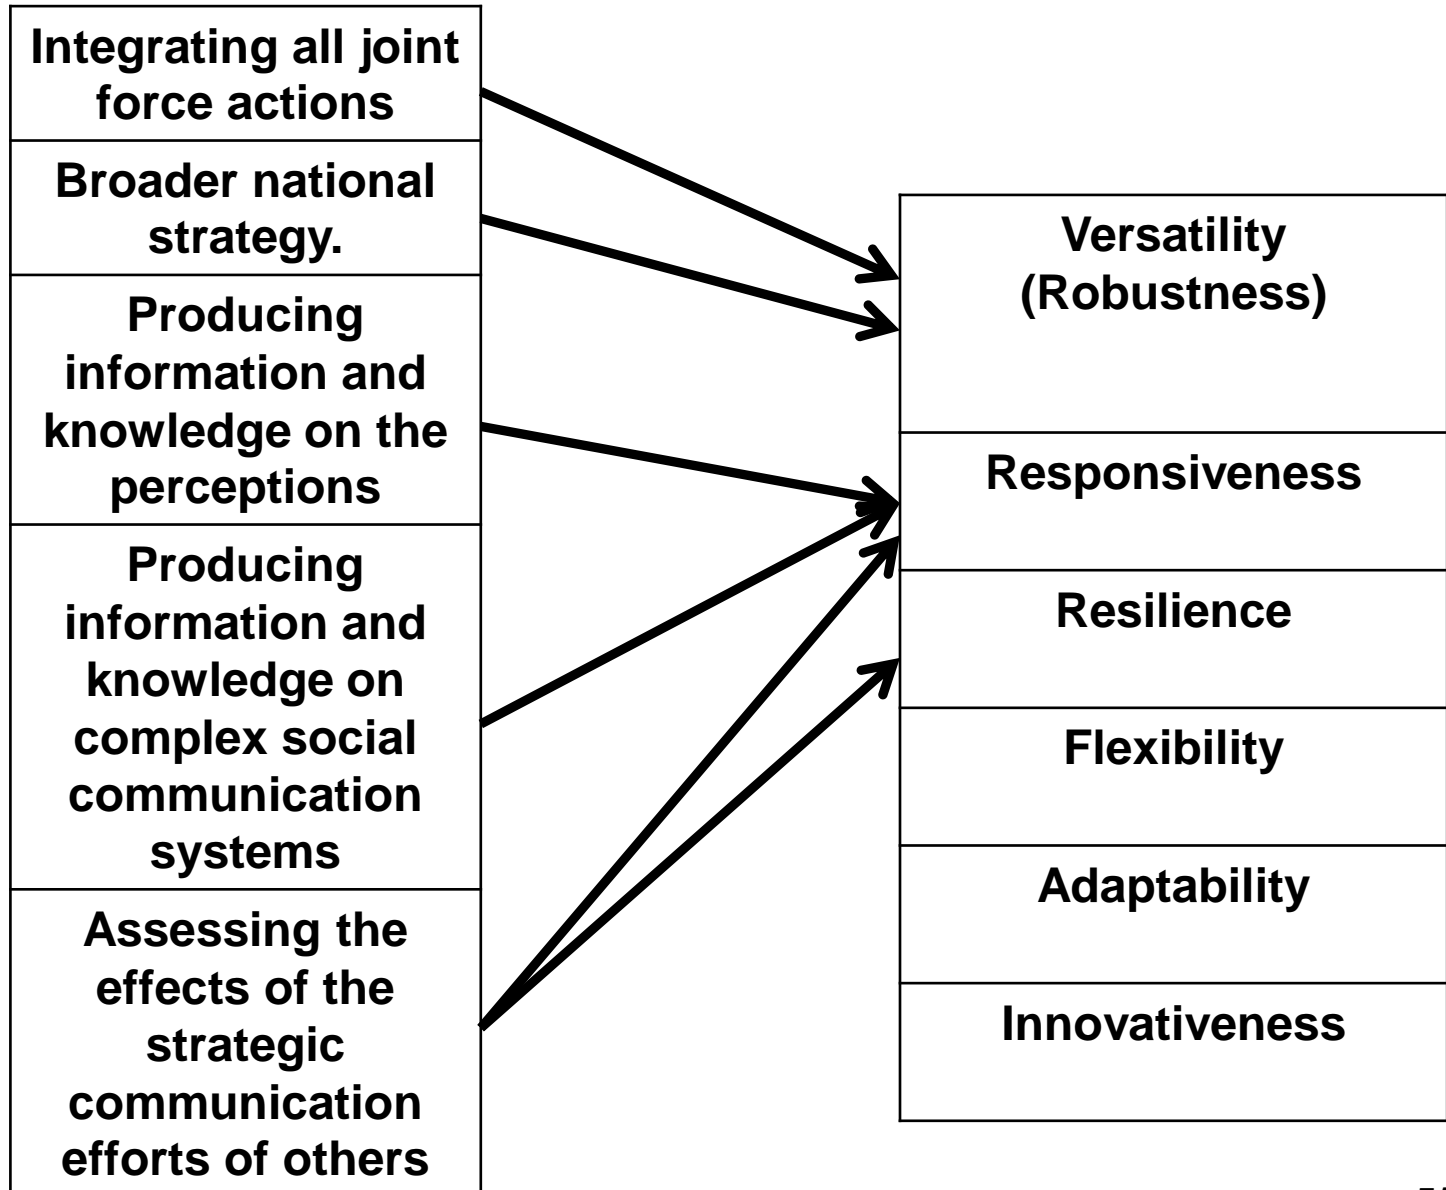 Integrating all joint
force actions
Broader national
strategy.
Producing
information and
knowledge on the
perceptions
Producing
information and
knowledge on
complex social
communication
systems
Assessing the
effects of the
strategic
communication
efforts of others
Versatility
(Robustness)
Responsiveness
Resilience
Flexibility
Adaptability
Innovativeness